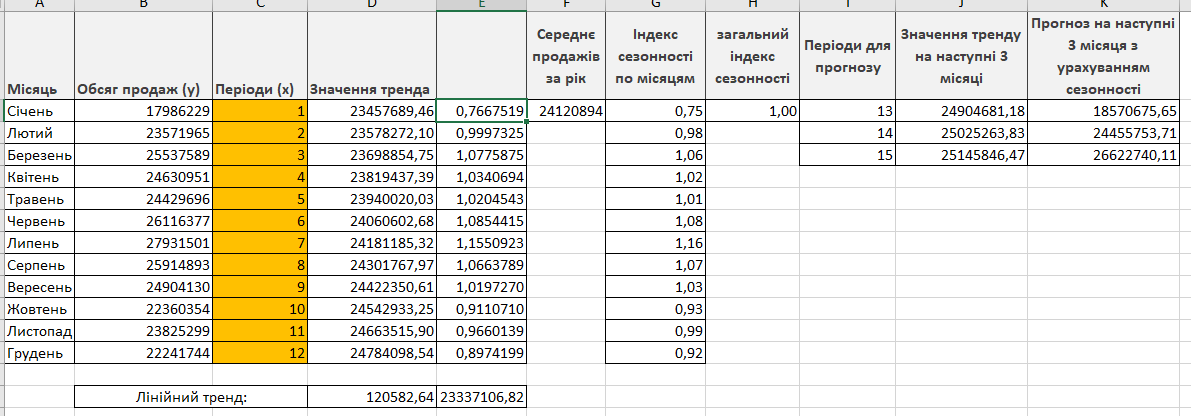 A B C D E F G H I J K
Місяць Обсяг продаж (y) Періоди (x) Значення тренда Середнє продажів за рік Індекс сезонності по місяцям загальний індекс сезонності Періоди для прогнозу Значення тренду на наступні 3 місяці Прогноз на наступні 3 місяця з урахуванням сезонності
Січень 17986229 1 23457689,46 0,7667519 24120894 0,75 1,00 13 24904681,18 18570675,65
Лютий 23571965 2 23578272,10 0,9997325 0,98 14 25025263,83 24455753,71
Березень 25537589 3 23698854,75 1,0775875 1,06 15 25145846,47 26622740,11
Квітень 24630951 4 23819437,39 1,0340694 1,02
Травень 24429696 5 23940020,03 1,0204543 1,01
Червень 26116377 6 24060602,68 1,0854415 1,08
Липень 27931501 7 24181185,32 1,1550923 1,16
Серпень 25914893 8 24301767,97 1,0663789 1,07
Вересень 24904130 9 24422350,61 1,0197270 1,03
Жовтень 22360354 10 24542933,25 0,9110710 0,93
Листопад 23825299 11 24663515,90 0,9660139 0,99
Грудень 22241744 12 24784098,54 0,8974199 0,92
Лінійний тренд: 120582,64 23337106,82